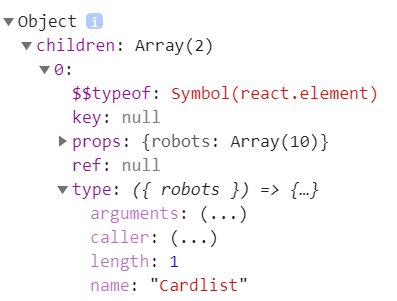 Object i
children: Array(2)
0:
$$typeof: Symbol(react.element)
key: null
props: {robots: Array(10)}
ref: null
type: ({ robots }) => {…}
arguments: (...)
caller: (...)
length: 1
name: "Cardlist"